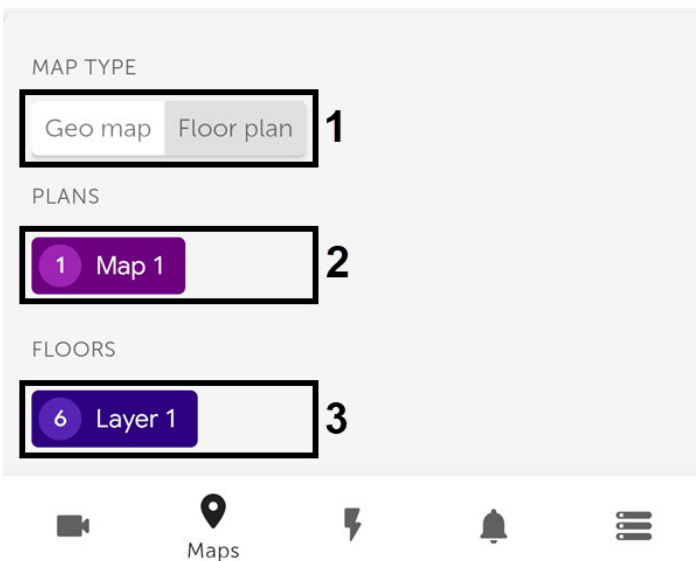 MAP TYPE
Geo map Floor plan 1
PLANS
1 Map 1 2
FLOORS
6 Layer 1 3
Maps